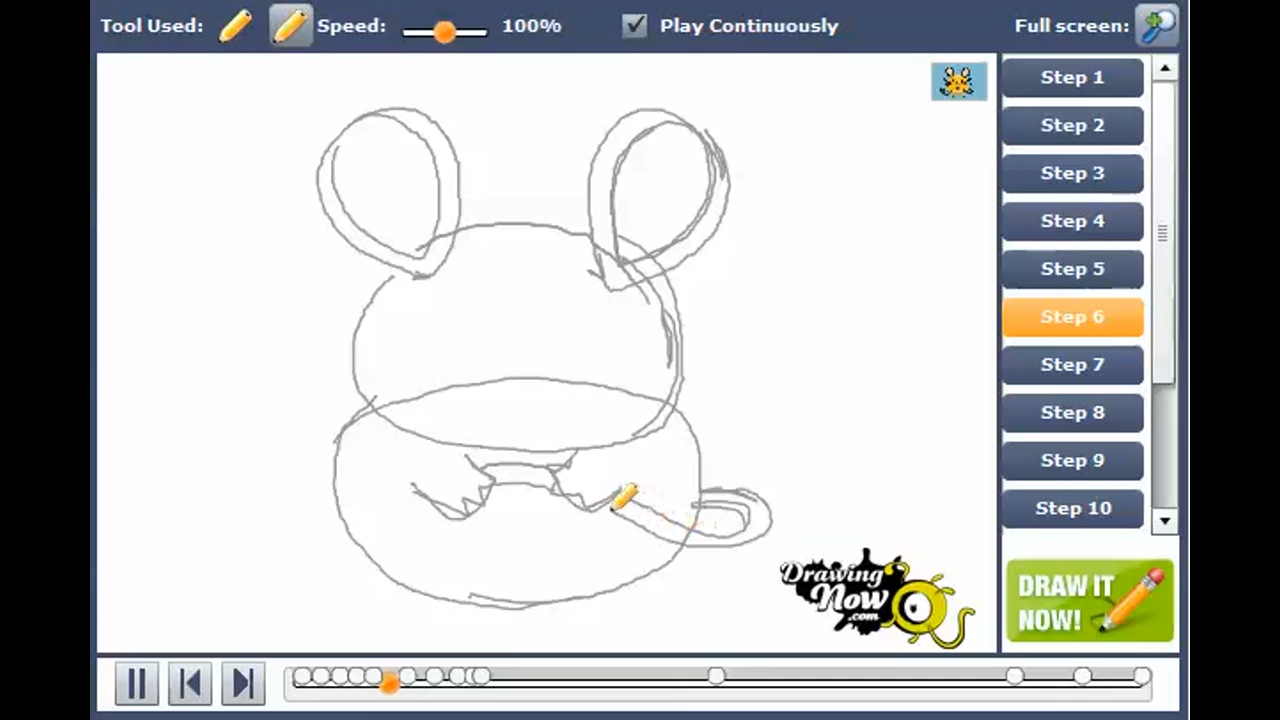 Tool Used:
Speed:
100%
Play Continuously
Full screen:
Step 1
Step 2
Step 3
Step 4
Step 5
Step 6
Step 7
Step 8
Step 9
Step 10
Drawing
Now
.com
DRAW IT
NOW!